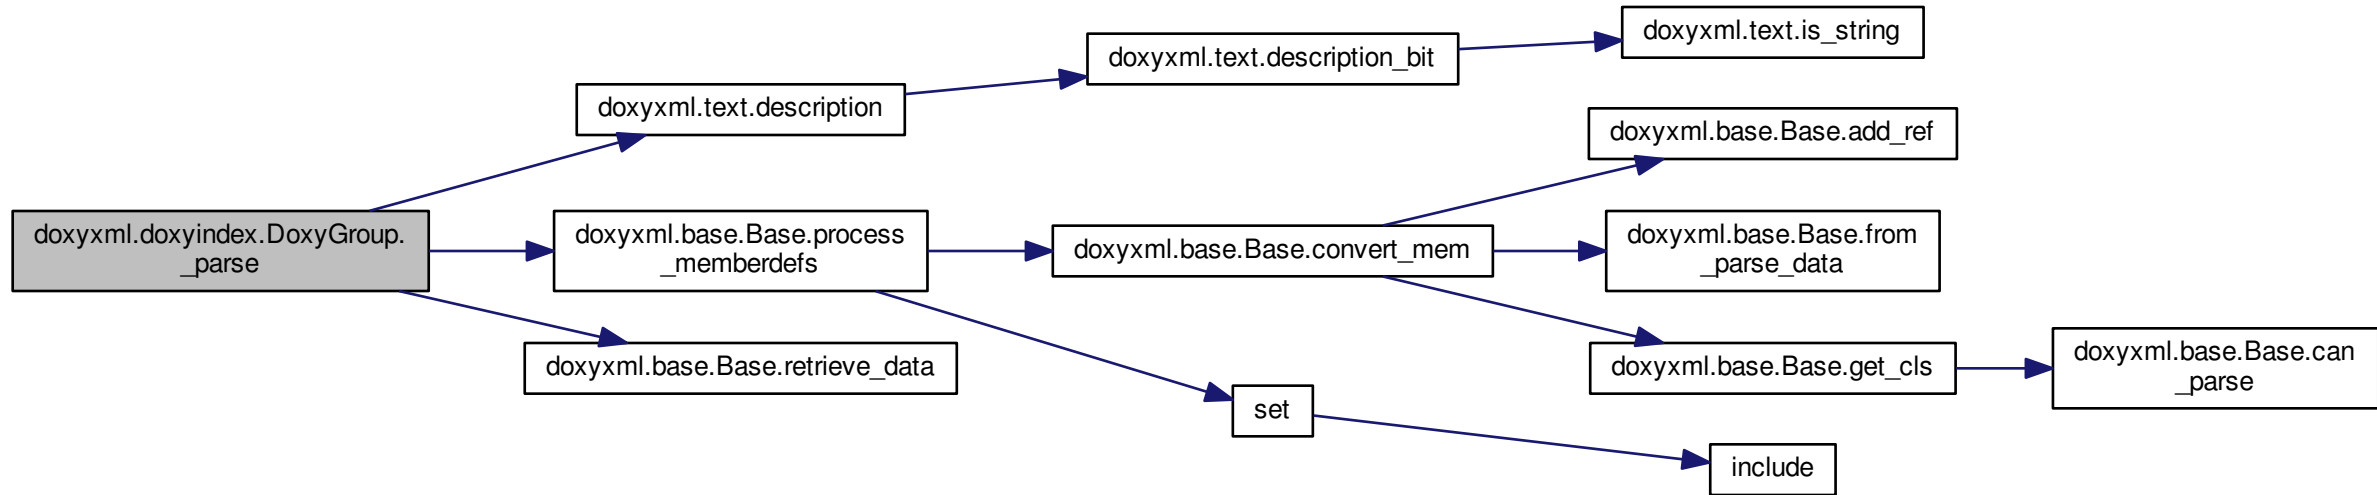 doxyxml.text.is_string
doxyxml.text.description_bit
doxyxml.text.description
doxyxml.base.Base.add_ref
doxyxml.doxyindex.DoxyGroup.
_parse
doxyxml.base.Base.process
_memberdefs
doxyxml.base.Base.convert_mem
doxyxml.base.Base.from
_parse_data
doxyxml.base.Base.retrieve_data
doxyxml.base.Base.get_cls
doxyxml.base.Base.can
_parse
set
include